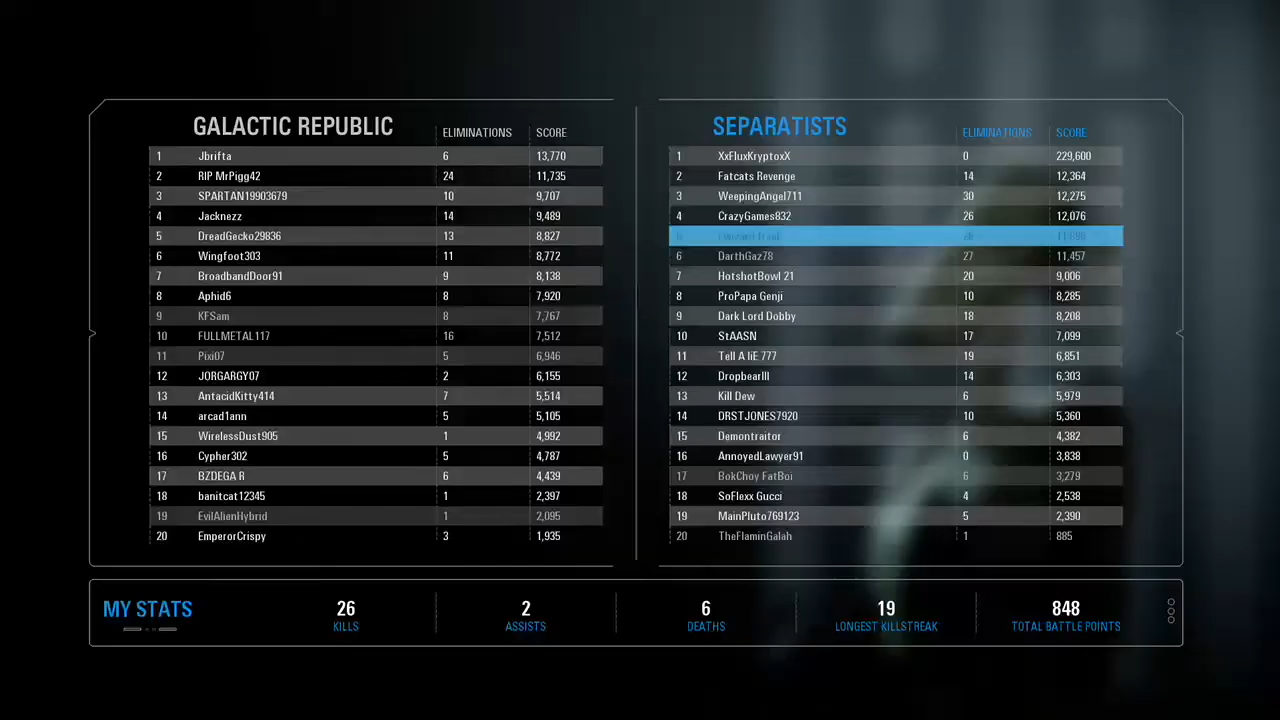 GALACTIC REPUBLIC ELIMINATIONS SCORE
1 Jbrifta 6 13,770
2 RIP MrPigg42 24 11,735
3 SPARTAN19903679 10 9,707
4 Jacknezz 14 9,489
5 DreadGecko29836 13 8,827
6 Wingfoot303 11 8,772
7 BroadbandDoor91 9 8,138
8 Aphid6 8 7,920
9 KFSam 8 7,767
10 FULLMETAL117 16 7,512
11 Pixi07 5 6,946
12 JORGARGY07 2 6,155
13 AntacidKitty414 7 5,514
14 arcad1ann 5 5,105
15 WirelessDust905 1 4,992
16 Cypher302 5 4,787
17 BZDEGA R 6 4,439
18 banitcat12345 1 2,397
19 EvilAlienHybrid 1 2,095
20 EmperorCrispy 3 1,935
SEPARATISTS ELIMINATIONS SCORE
1 XxFluxKryptoxX 0 229,600
2 Fatcats Revenge 14 12,364
3 WeepingAngel711 30 12,275
4 CrazyGames832 26 12,076
6 DarthGaz78 27 11,457
7 HotshotBowl 21 20 9,006
8 ProPapa Genji 10 8,285
9 Dark Lord Dobby 18 8,208
10 StAASN 17 7,099
11 Tell A liE 777 19 6,851
12 Dropbearlll 14 6,303
13 Kill Dew 6 5,979
14 DRSTJONES7920 10 5,360
15 Demontraitor 6 4,382
16 AnnoyedLawyer91 0 3,838
17 BokChoy FatBoi 6 3,279
18 SoFlexx Gucci 4 2,538
19 MainPluto769123 5 2,390
20 TheFlaminGalah 1 885
MY STATS
26 2 6 19 848
KILLS ASSISTS DEATHS LONGEST KILLSTREAK TOTAL BATTLE POINTS